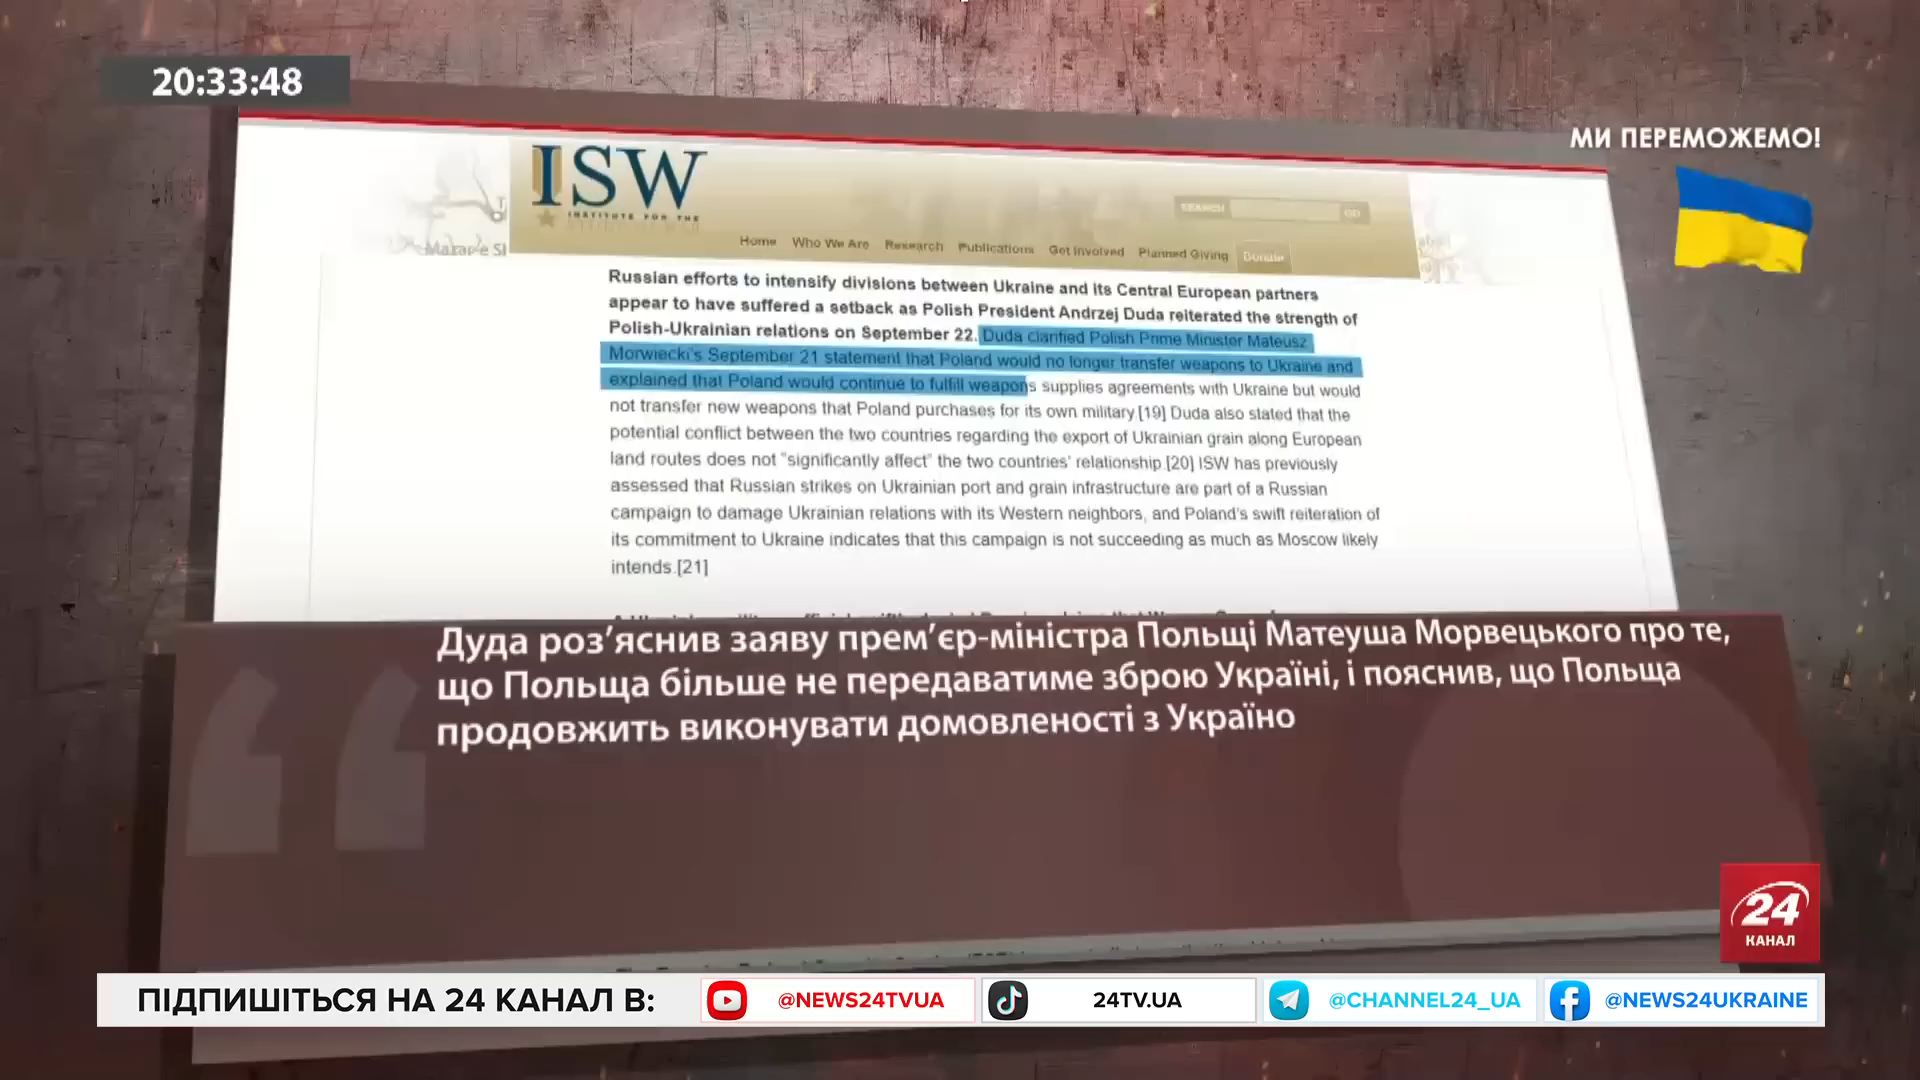 20:33:48
МИ ПЕРЕМОЖЕМО!
ISW
INSTITUTE FOR THE
SEARCH GO
Home Who We Are Research Publications Get Involved Planned Giving Donate
Russian efforts to intensify divisions between Ukraine and its Central European partners
appear to have suffered a setback as Polish President Andrzej Duda reiterated the strength of
Polish-Ukrainian relations on September 22. Duda clarified Polish Prime Minister Mateusz
Morwiecki's September 21 statement that Poland would no longer transfer weapons to Ukraine and
explained that Poland would continue to fulfill weapons supplies agreements with Ukraine but would
not transfer new weapons that Poland purchases for its own military.[19] Duda also stated that the
potential conflict between the two countries regarding the export of Ukrainian grain along European
land routes does not "significantly affect" the two countries' relationship.[20] ISW has previously
assessed that Russian strikes on Ukrainian port and grain infrastructure are part of a Russian
campaign to damage Ukrainian relations with its Western neighbors, and Poland's swift reiteration of
its commitment to Ukraine indicates that this campaign is not succeeding as much as Moscow likely
intends.[21]
Дуда роз’яснив заяву прем’єр-міністра Польщі Матеуша Морвецького про те,
що Польща більше не передаватиме зброю Україні, і пояснив, що Польща
продовжить виконувати домовленості з Україно
24
КАНАЛ
ПІДПИШІТЬСЯ НА 24 КАНАЛ В: @NEWS24TVUA 24TV.UA @CHANNEL24_UA @NEWS24UKRAINE